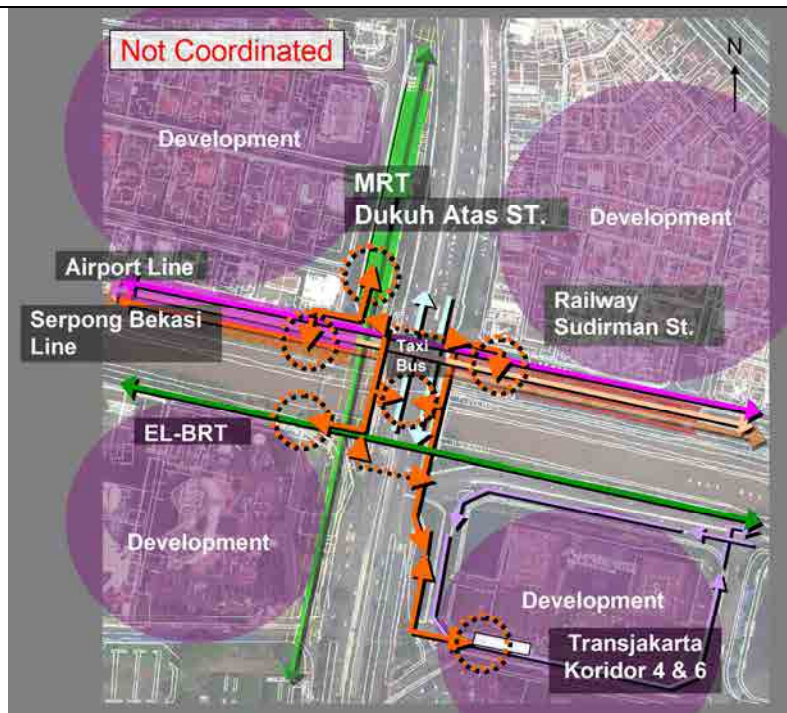 Not Coordinated
N
Development
MRT
Dukuh Atas ST.
Development
Airport Line
Serpong Bekasi
Line
Railway
Sudirman St.
Taxi
Bus
EL-BRT
Development
Development
Transjakarta
Koridor 4 & 6